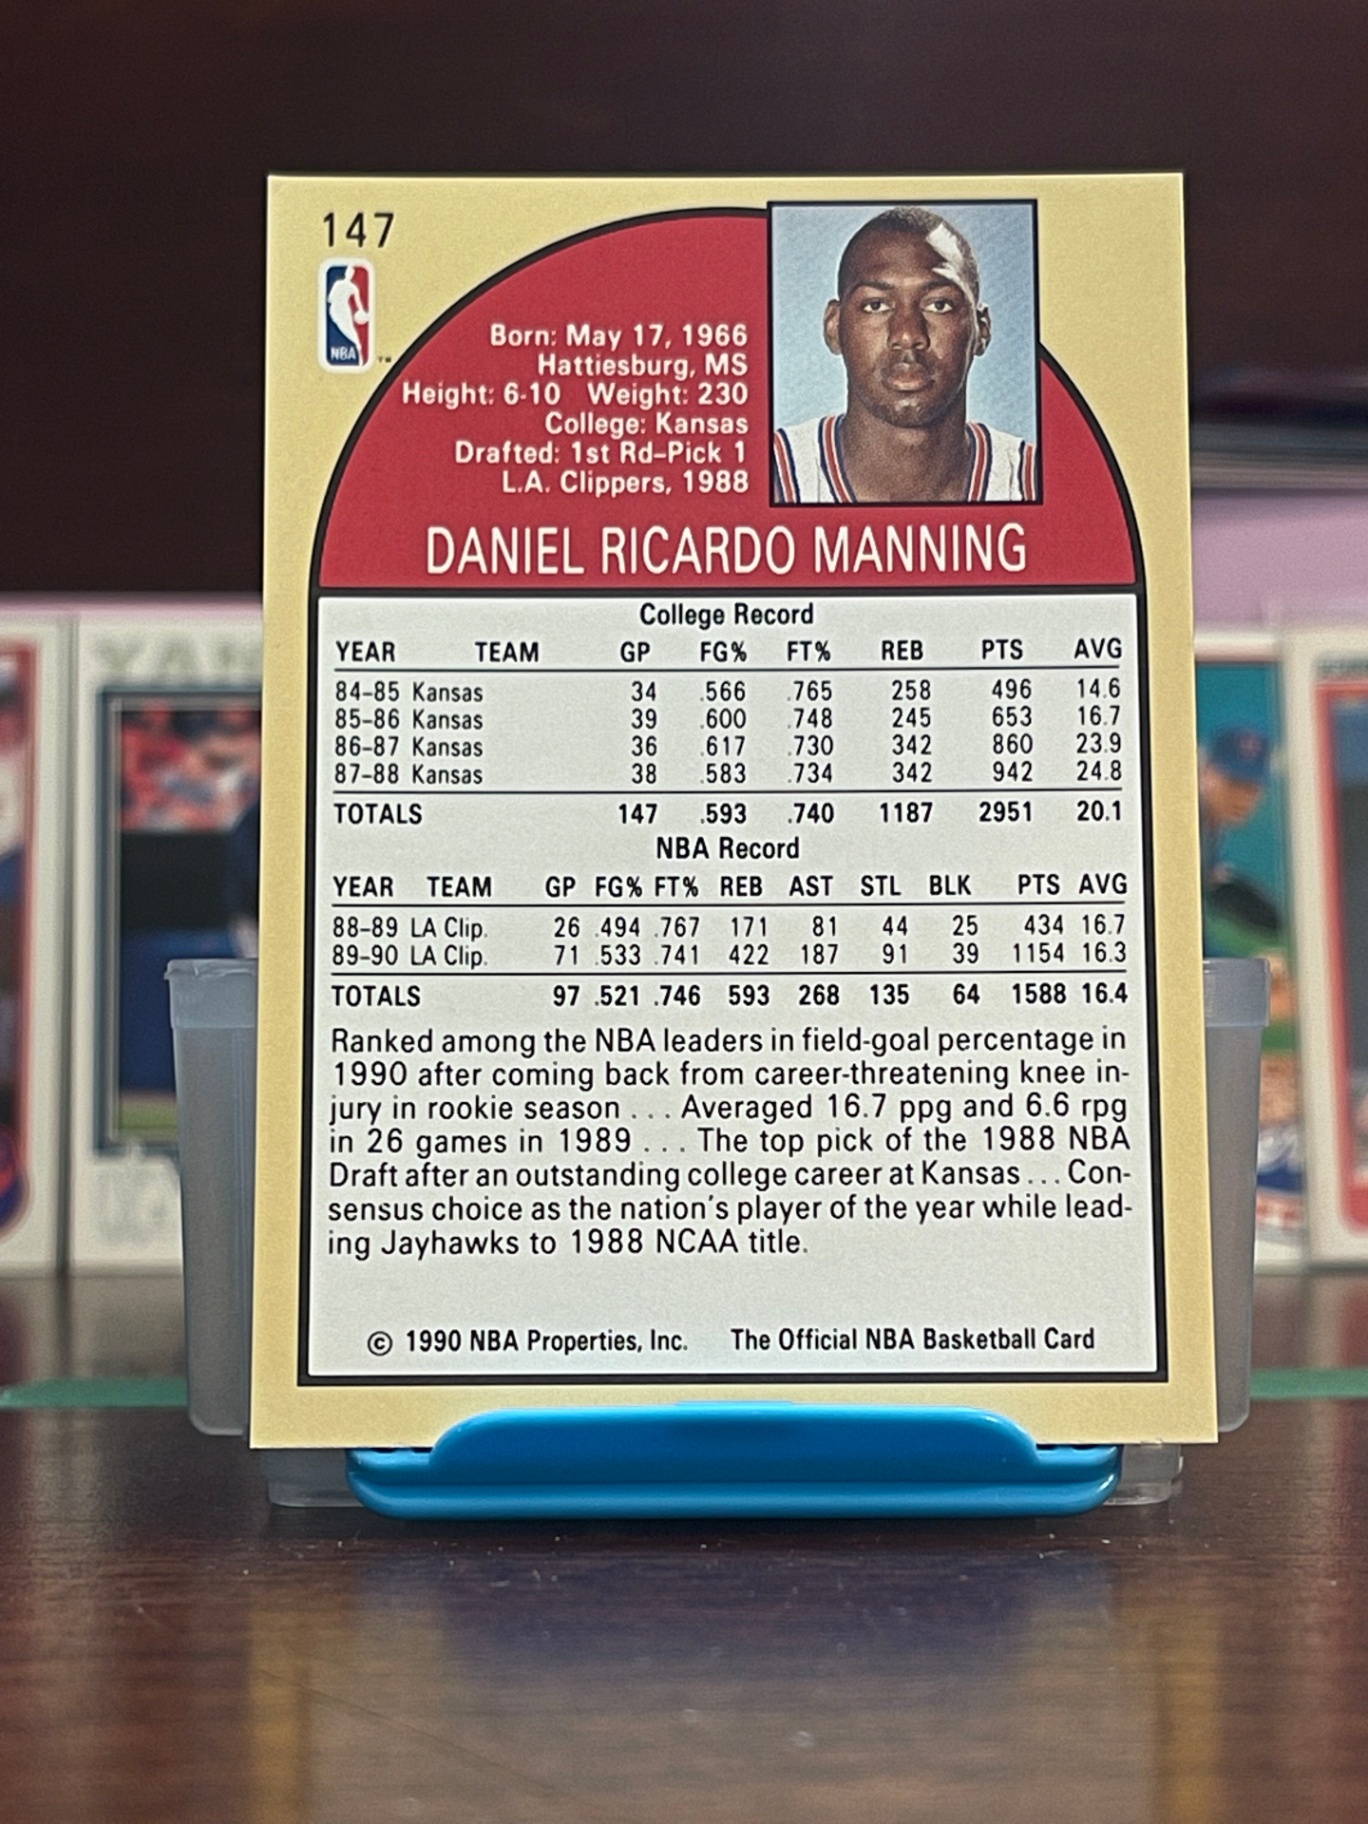 147
NBA
TM
Born: May 17, 1966
Hattiesburg, MS
Height: 6-10 Weight: 230
College: Kansas
Drafted: 1st Rd–Pick 1
L.A. Clippers, 1988
DANIEL RICARDO MANNING
College Record
YEAR TEAM GP FG% FT% REB PTS AVG
84–85 Kansas 34 .566 .765 258 496 14.6
85–86 Kansas 39 .600 .748 245 653 16.7
86–87 Kansas 36 .617 .730 342 860 23.9
87–88 Kansas 38 .583 .734 342 942 24.8
TOTALS 147 .593 .740 1187 2951 20.1
NBA Record
YEAR TEAM GP FG% FT% REB AST STL BLK PTS AVG
88–89 LA Clip. 26 .494 .767 171 81 44 25 434 16.7
89–90 LA Clip. 71 .533 .741 422 187 91 39 1154 16.3
TOTALS 97 .521 .746 593 268 135 64 1588 16.4
Ranked among the NBA leaders in field-goal percentage in
1990 after coming back from career-threatening knee in-
jury in rookie season . . . Averaged 16.7 ppg and 6.6 rpg
in 26 games in 1989 . . . The top pick of the 1988 NBA
Draft after an outstanding college career at Kansas . . . Con-
sensus choice as the nation's player of the year while lead-
ing Jayhawks to 1988 NCAA title.
© 1990 NBA Properties, Inc. The Official NBA Basketball Card